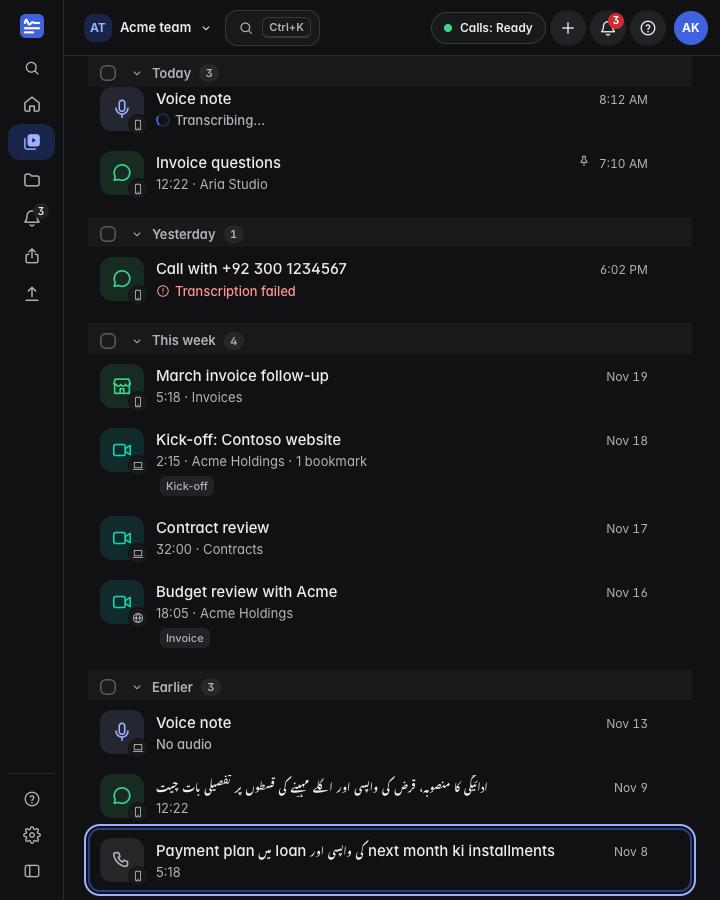 AT Acme team Ctrl+K Calls: Ready 3 AK
Today 3
Voice note 8:12 AM
Transcribing...
Invoice questions 7:10 AM
12:22 · Aria Studio
3
Yesterday 1
Call with +92 300 1234567 6:02 PM
Transcription failed
This week 4
March invoice follow-up Nov 19
5:18 · Invoices
Kick-off: Contoso website Nov 18
2:15 · Acme Holdings · 1 bookmark
Kick-off
Contract review Nov 17
32:00 · Contracts
Budget review with Acme Nov 16
18:05 · Acme Holdings
Invoice
Earlier 3
Voice note Nov 13
No audio
ادائیگی کا منصوبہ، قرض کی واپسی اور اگلے مہینے کی قسطوں پر تفصیلی بات چیت Nov 9
12:22
Payment plan میں loan کی واپسی اور next month ki installments Nov 8
5:18